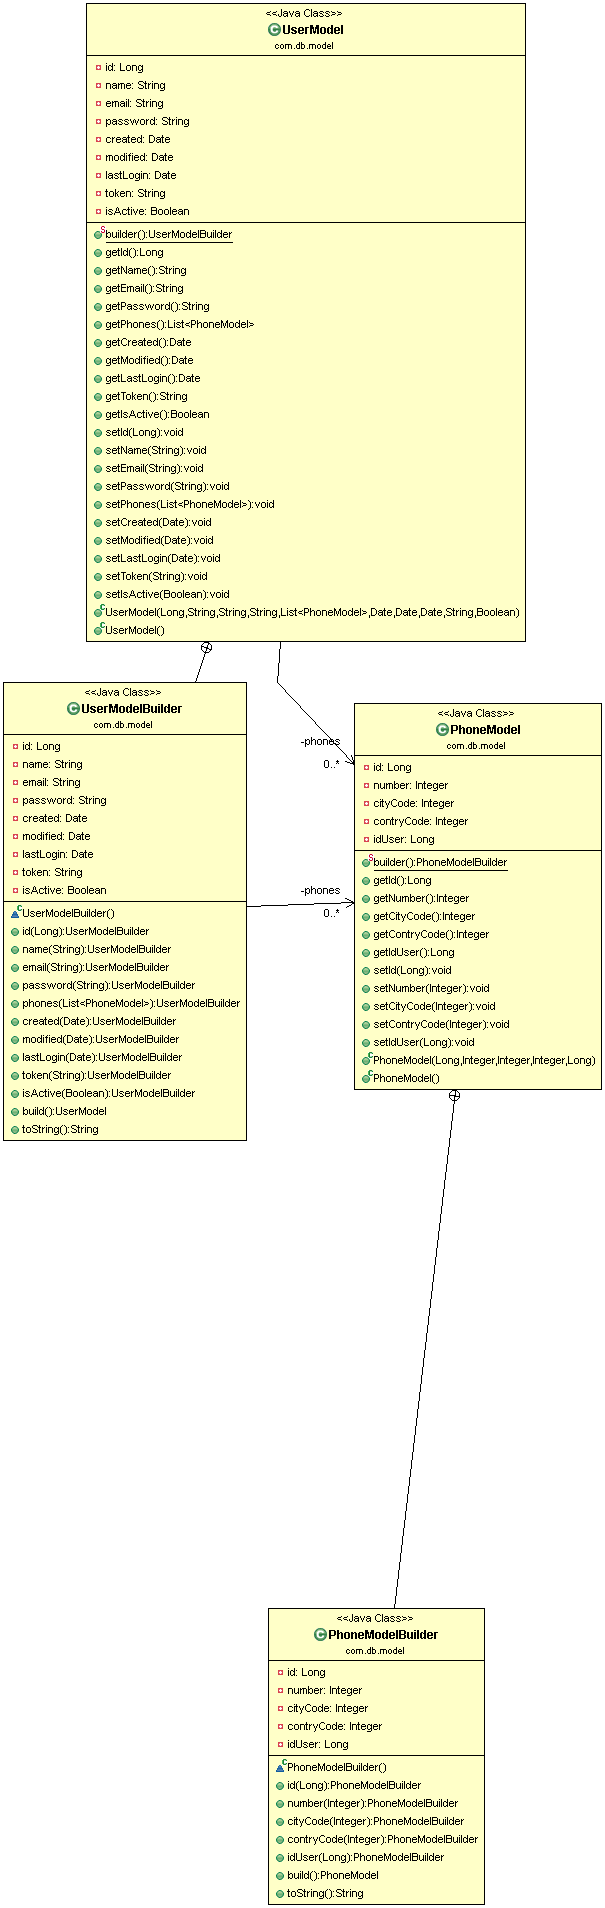 <<Java Class>>
UserModel
com.db.model
id: Long
name: String
email: String
password: String
created: Date
modified: Date
lastLogin: Date
token: String
isActive: Boolean
builder():UserModelBuilder
getId():Long
getName():String
getEmail():String
getPassword():String
getPhones():List<PhoneModel>
getCreated():Date
getModified():Date
getLastLogin():Date
getToken():String
getIsActive():Boolean
setId(Long):void
setName(String):void
setEmail(String):void
setPassword(String):void
setPhones(List<PhoneModel>):void
setCreated(Date):void
setModified(Date):void
setLastLogin(Date):void
setToken(String):void
setIsActive(Boolean):void
UserModel(Long,String,String,String,List<PhoneModel>,Date,Date,Date,String,Boolean)
UserModel()
<<Java Class>>
UserModelBuilder
com.db.model
id: Long
name: String
email: String
password: String
created: Date
modified: Date
lastLogin: Date
token: String
isActive: Boolean
UserModelBuilder()
id(Long):UserModelBuilder
name(String):UserModelBuilder
email(String):UserModelBuilder
password(String):UserModelBuilder
phones(List<PhoneModel>):UserModelBuilder
created(Date):UserModelBuilder
modified(Date):UserModelBuilder
lastLogin(Date):UserModelBuilder
token(String):UserModelBuilder
isActive(Boolean):UserModelBuilder
build():UserModel
toString():String
-phones
0..*
-phones
0..*
<<Java Class>>
PhoneModel
com.db.model
id: Long
number: Integer
cityCode: Integer
contryCode: Integer
idUser: Long
builder():PhoneModelBuilder
getId():Long
getNumber():Integer
getCityCode():Integer
getContryCode():Integer
getIdUser():Long
setId(Long):void
setNumber(Integer):void
setCityCode(Integer):void
setContryCode(Integer):void
setIdUser(Long):void
PhoneModel(Long,Integer,Integer,Integer,Long)
PhoneModel()
<<Java Class>>
PhoneModelBuilder
com.db.model
id: Long
number: Integer
cityCode: Integer
contryCode: Integer
idUser: Long
PhoneModelBuilder()
id(Long):PhoneModelBuilder
number(Integer):PhoneModelBuilder
cityCode(Integer):PhoneModelBuilder
contryCode(Integer):PhoneModelBuilder
idUser(Long):PhoneModelBuilder
build():PhoneModel
toString():String